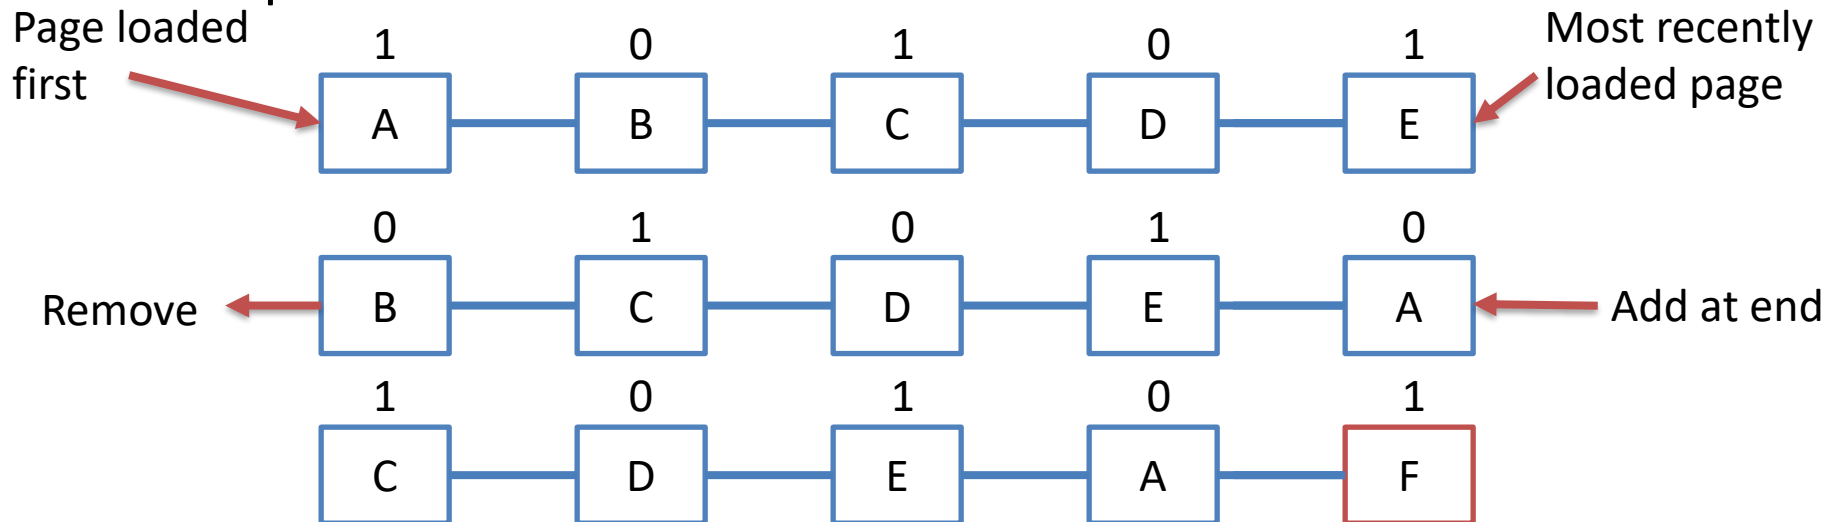 Page loaded
first
1 0 1 0 1
Most recently
loaded page
A B C D E
0 1 0 1 0
Remove
B C D E A
Add at end
1 0 1 0 1
C D E A F